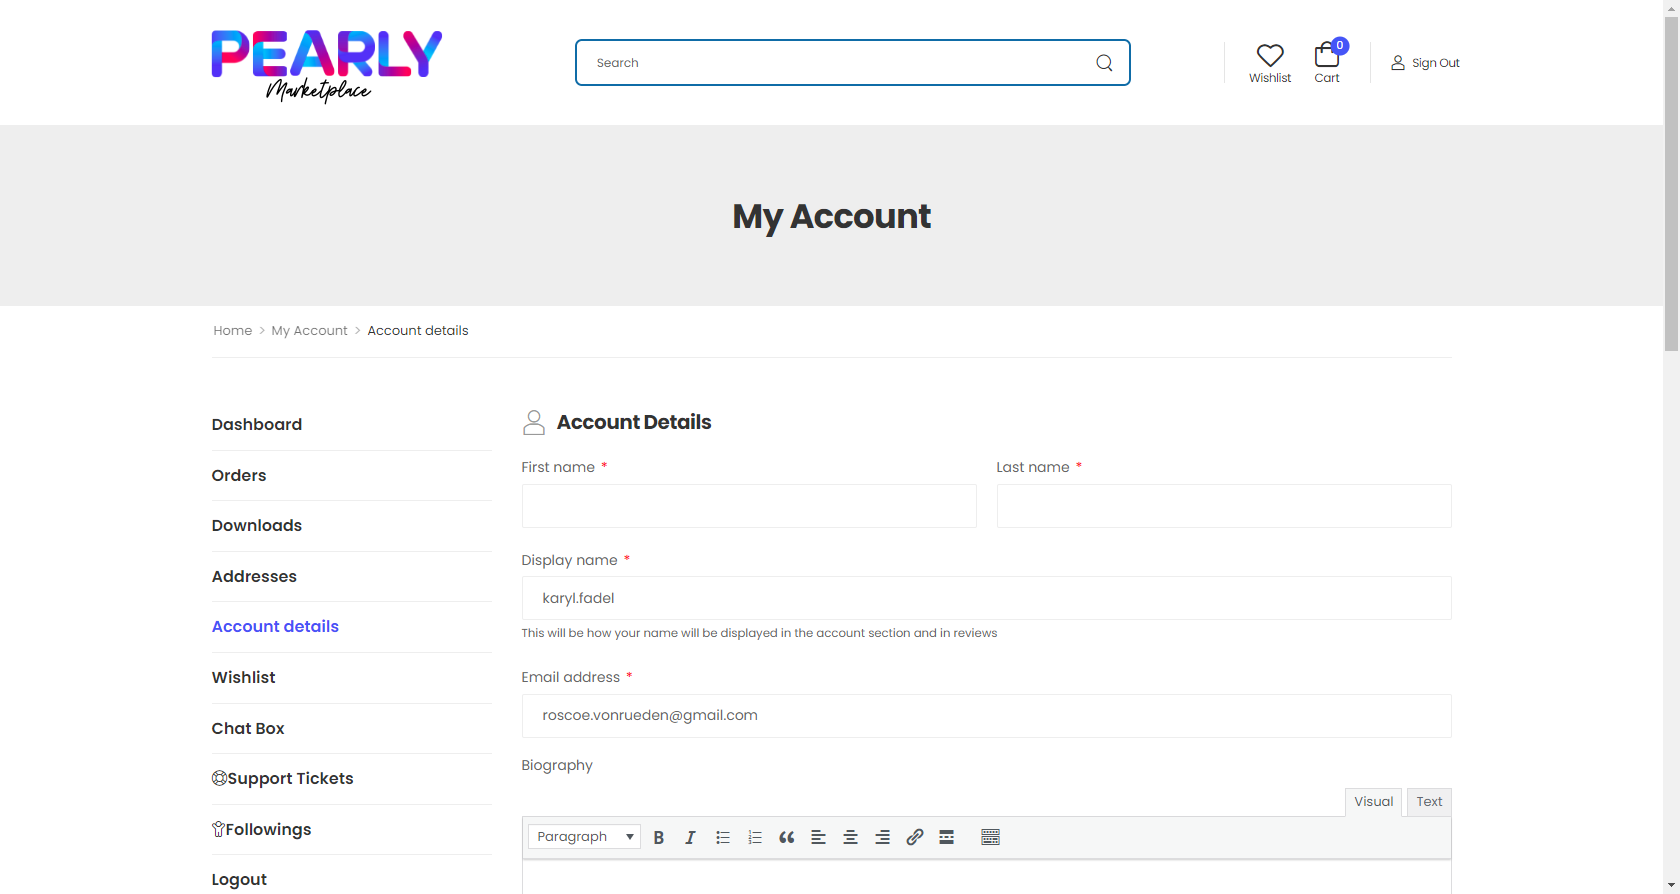 PEARLY
Marketplace
Search
Wishlist
0
Cart
Sign Out
My Account
Home > My Account > Account details
Dashboard
Orders
Downloads
Addresses
Account details
Wishlist
Chat Box
Support Tickets
Followings
Logout
Account Details
First name *
Last name *
Display name *
karyl.fadel
This will be how your name will be displayed in the account section and in reviews
Email address *
roscoe.vonrueden@gmail.com
Biography
Visual Text
Paragraph